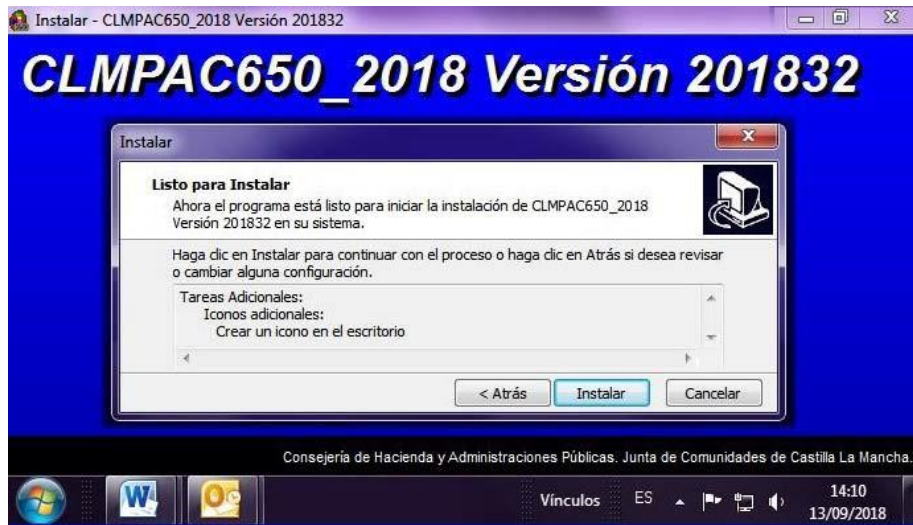 Instalar - CLMPAC650_2018 Versión 201832
CLMPAC650_2018 Versión 201832
Instalar
Listo para Instalar
Ahora el programa está listo para iniciar la instalación de CLMPAC650_2018
Versión 201832 en su sistema.
Haga clic en Instalar para continuar con el proceso o haga clic en Atrás si desea revisar
o cambiar alguna configuración.
Tareas Adicionales:
Iconos adicionales:
Crear un icono en el escritorio
< Atrás
Instalar
Cancelar
Consejería de Hacienda y Administraciones Públicas. Junta de Comunidades de Castilla La Mancha.
Vínculos
ES
14:10
13/09/2018